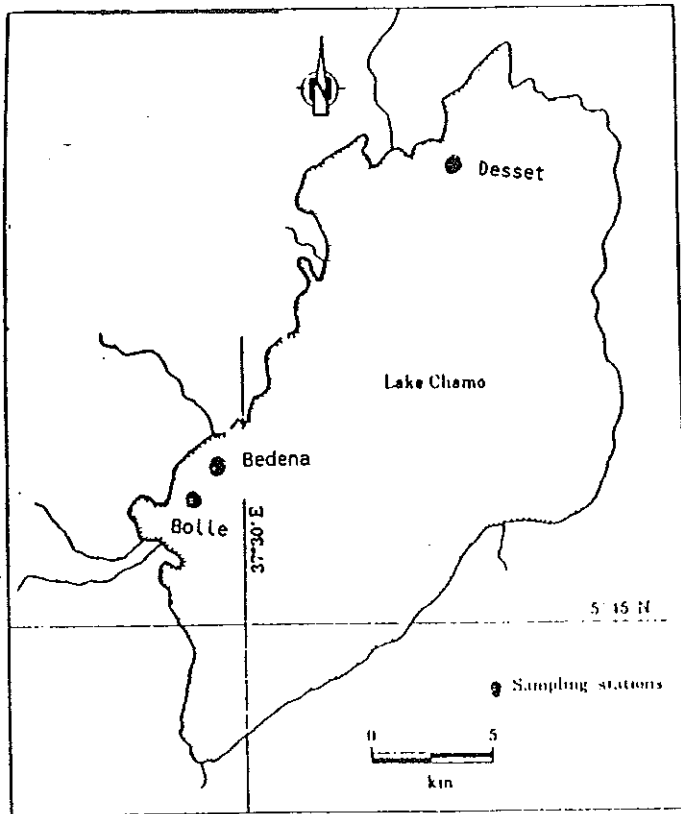 N
Desset
Lake Chamo
Bedena
Bolle
37°30' E
5° 45 N
Sampling stations
0 5
km